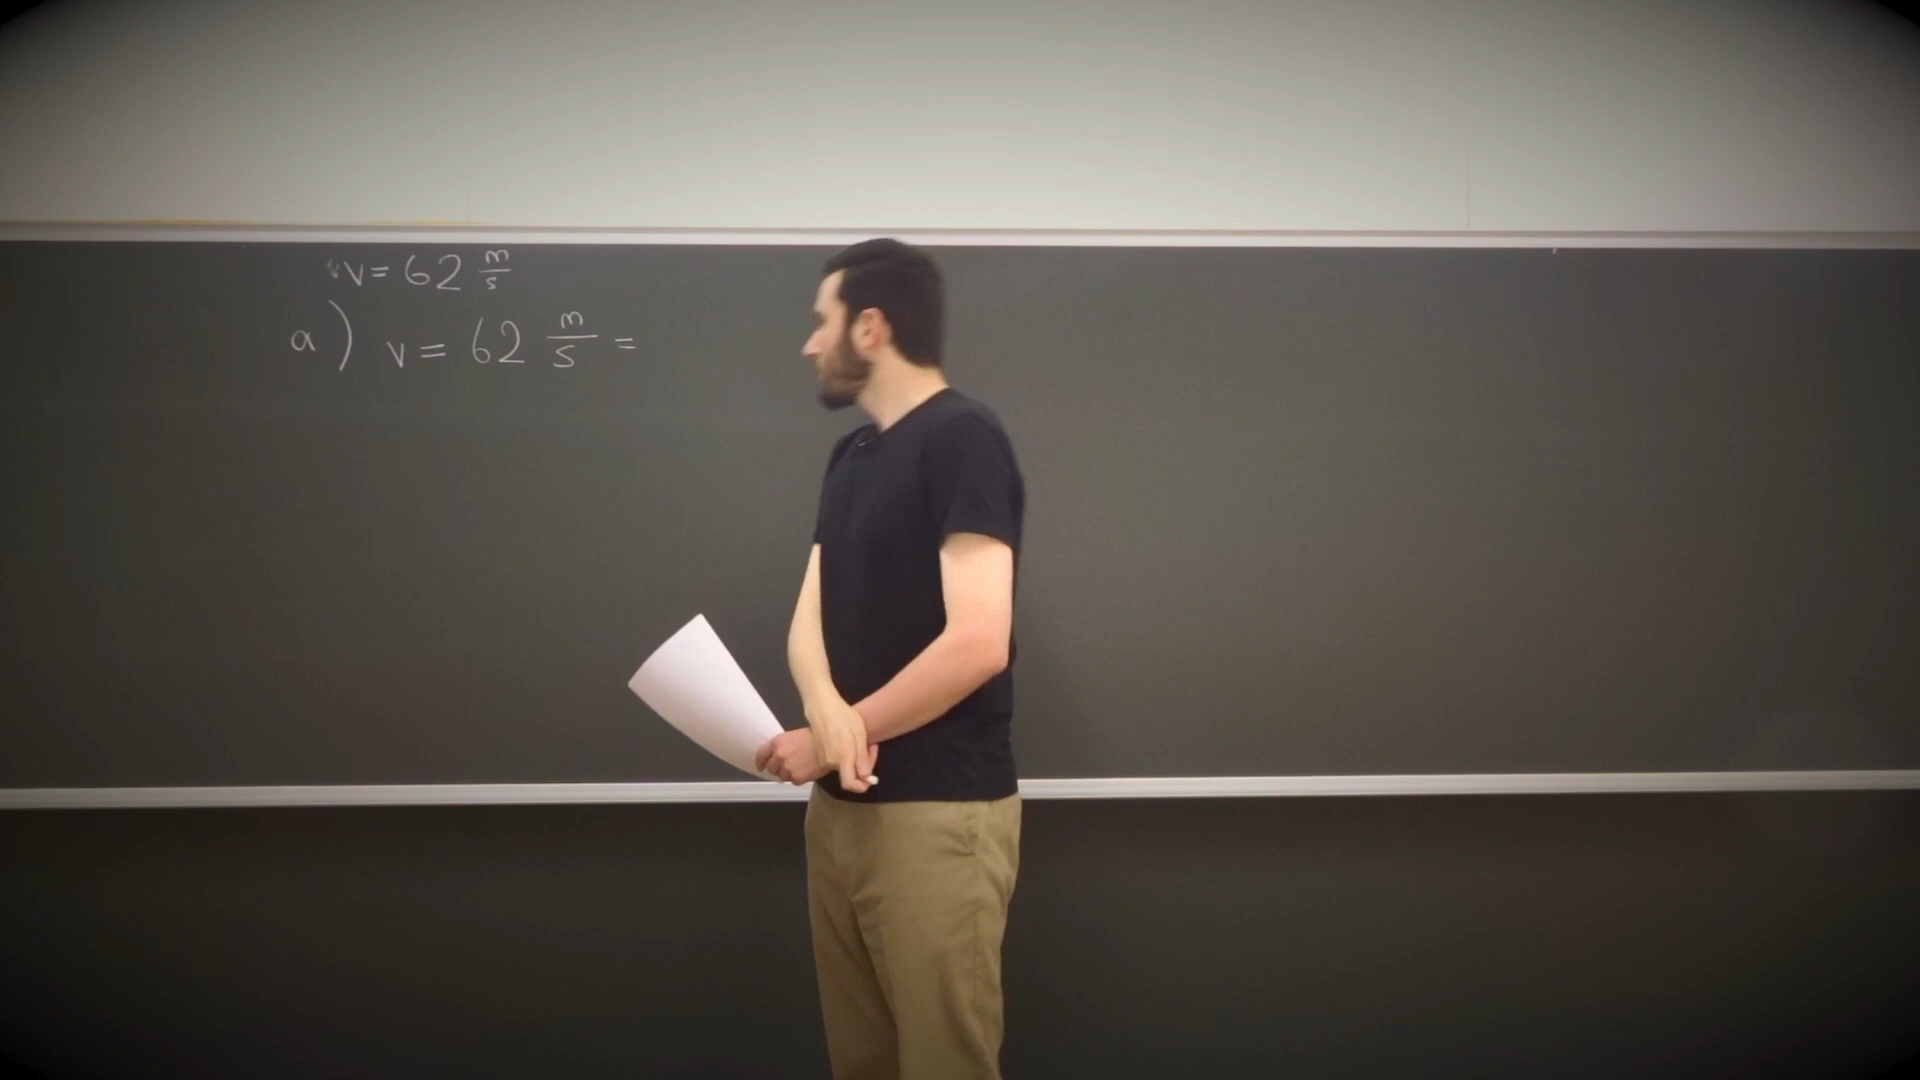 v = 62 m/s
a) v = 62 m/s =